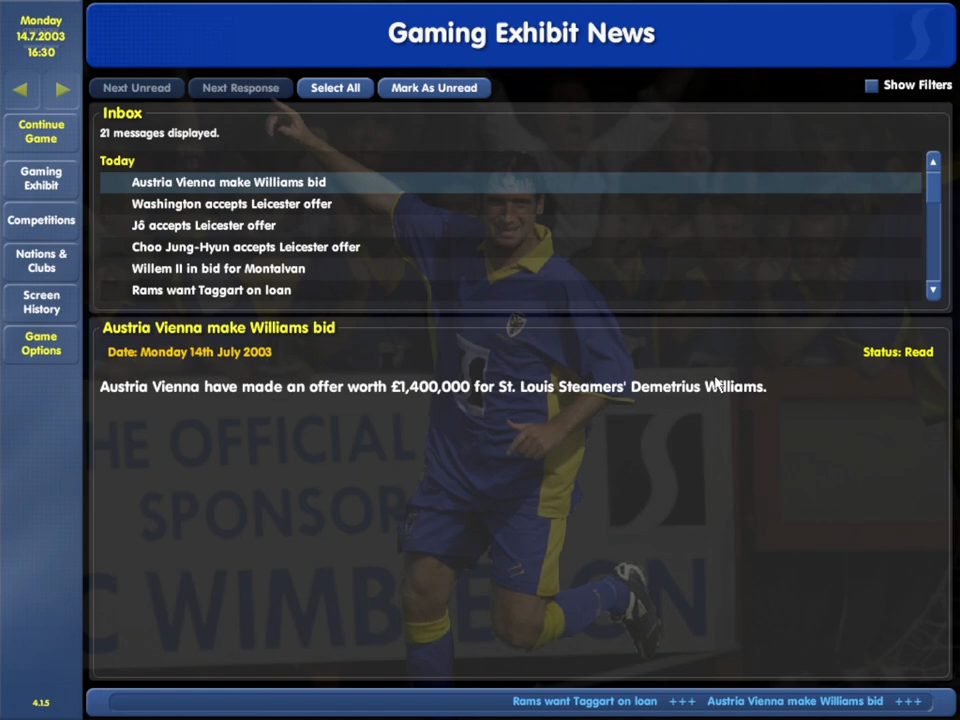 Monday
14.7.2003
16:30
Gaming Exhibit News
Next Unread
Next Response
Select All
Mark As Unread
Show Filters
Continue
Game
Gaming
Exhibit
Competitions
Nations &
Clubs
Screen
History
Game
Options
Inbox
21 messages displayed.
Today
Austria Vienna make Williams bid
Washington accepts Leicester offer
Jô accepts Leicester offer
Choo Jung-Hyun accepts Leicester offer
Willem II in bid for Montalvan
Rams want Taggart on loan
Austria Vienna make Williams bid
Date: Monday 14th July 2003
Status: Read
Austria Vienna have made an offer worth £1,400,000 for St. Louis Steamers' Demetrius Williams.
HE OFFICIAL
SPONSOR
C WIMB ON
4.1.5
Rams want Taggart on loan +++ Austria Vienna make Williams bid +++